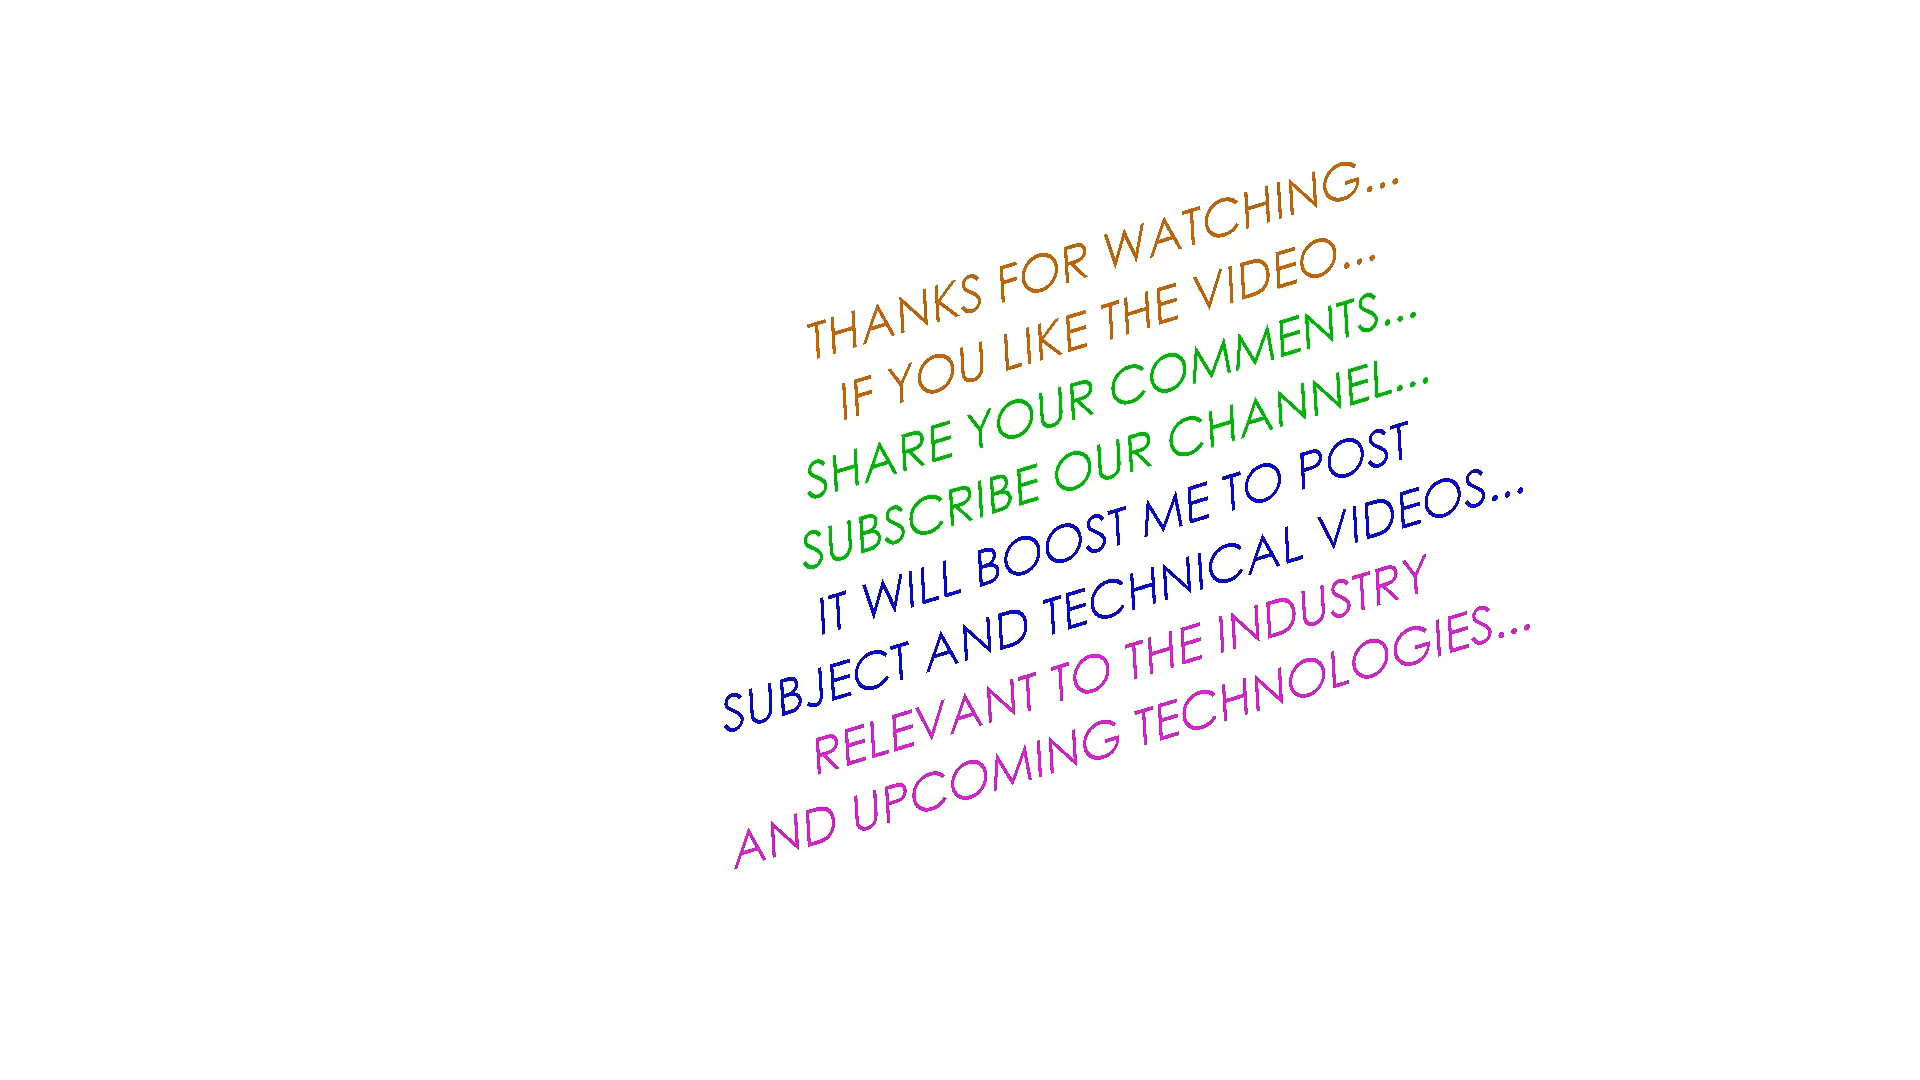 THANKS FOR WATCHING...
IF YOU LIKE THE VIDEO...
SHARE YOUR COMMENTS...
SUBSCRIBE OUR CHANNEL...
IT WILL BOOST ME TO POST
SUBJECT AND TECHNICAL VIDEOS...
RELEVANT TO THE INDUSTRY
AND UPCOMING TECHNOLOGIES...